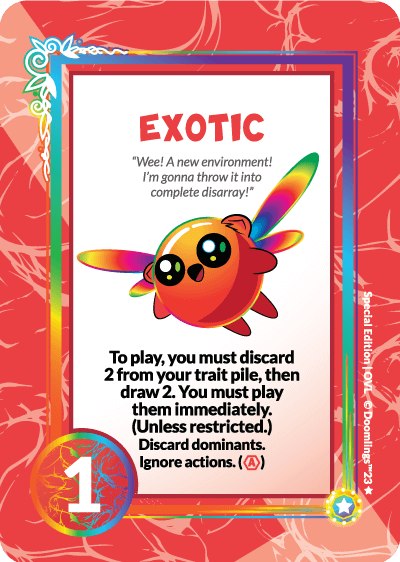 EXOTIC
“Wee! A new environment!
I’m gonna throw it into
complete disarray!”
To play, you must discard
2 from your trait pile, then
draw 2. You must play
them immediately.
(Unless restricted.)
Discard dominants.
Ignore actions. (A)
1
Special Edition | OVL © Doomlings™23